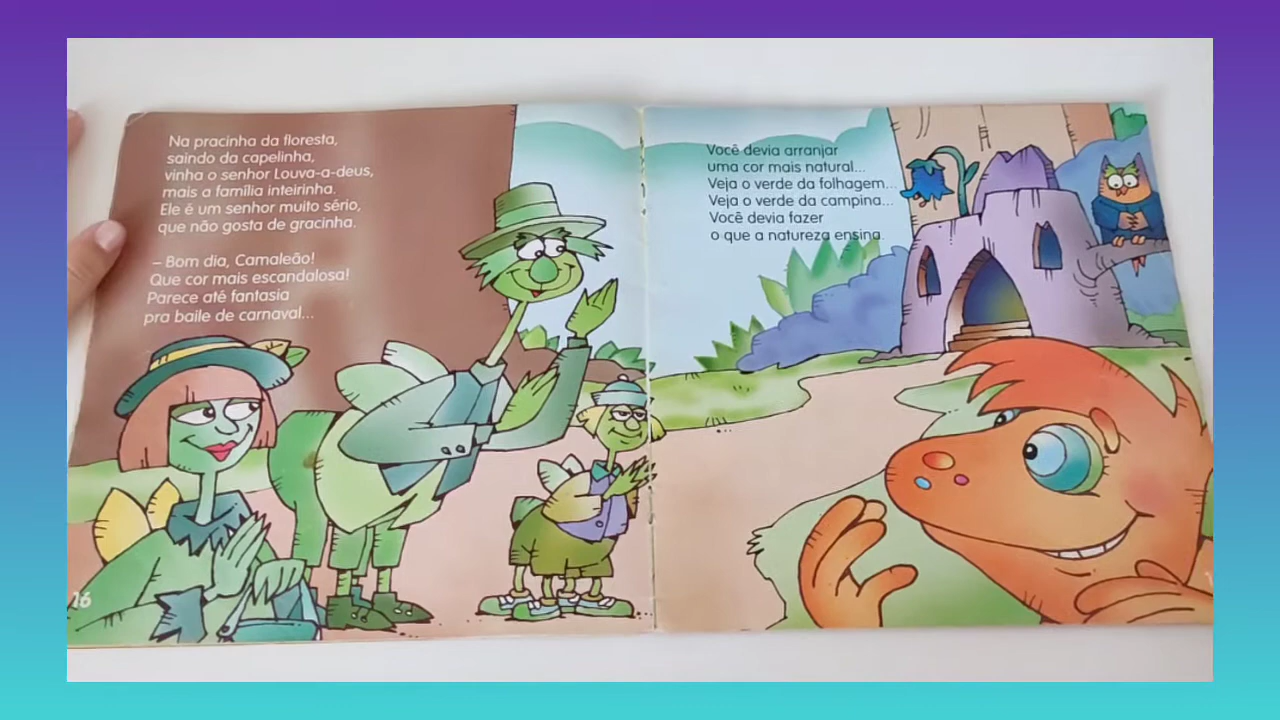 Na pracinha da floresta,
saindo da capelinha,
vinha o senhor Louva-a-deus,
mais a família inteirinha.
Ele é um senhor muito sério,
que não gosta de gracinha.
– Bom dia, Camaleão!
Que cor mais escandalosa!
Parece até fantasia
pra baile de carnaval...
16
Você devia arranjar
uma cor mais natural...
Veja o verde da folhagem...
Veja o verde da campina...
Você devia fazer
o que a natureza ensina.